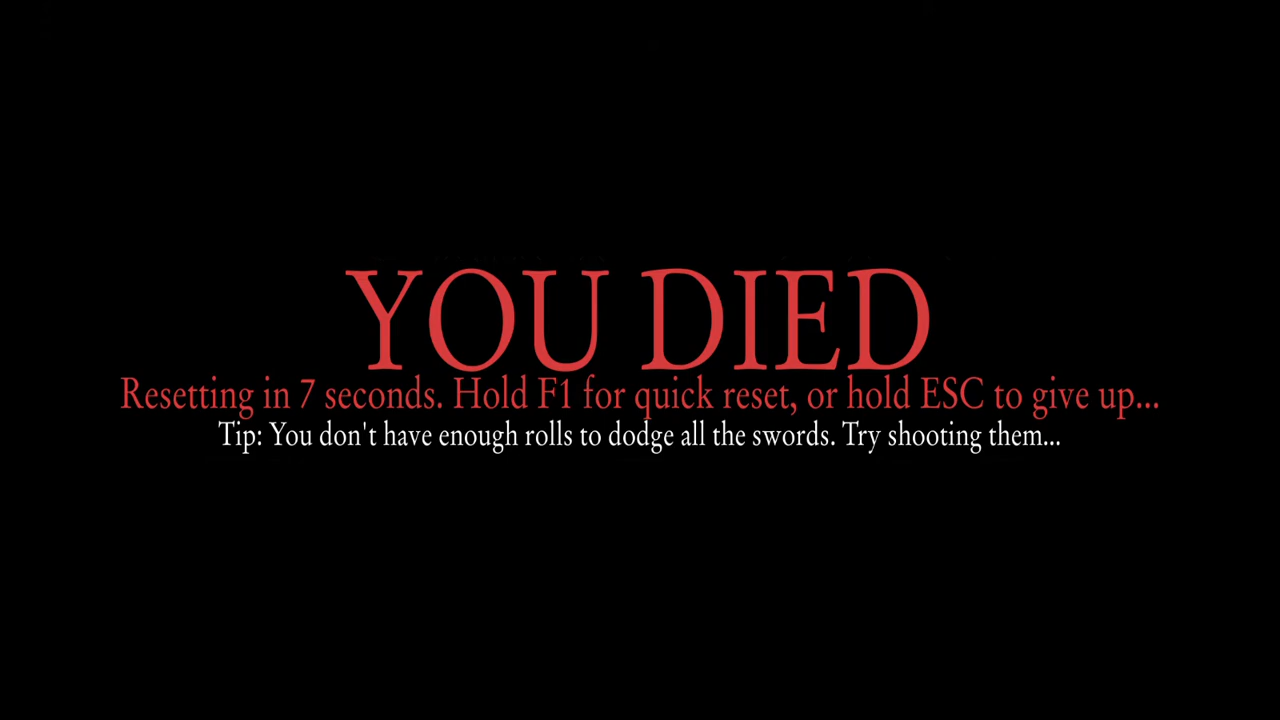 YOU DIED
Resetting in 7 seconds. Hold F1 for quick reset, or hold ESC to give up...
Tip: You don't have enough rolls to dodge all the swords. Try shooting them...